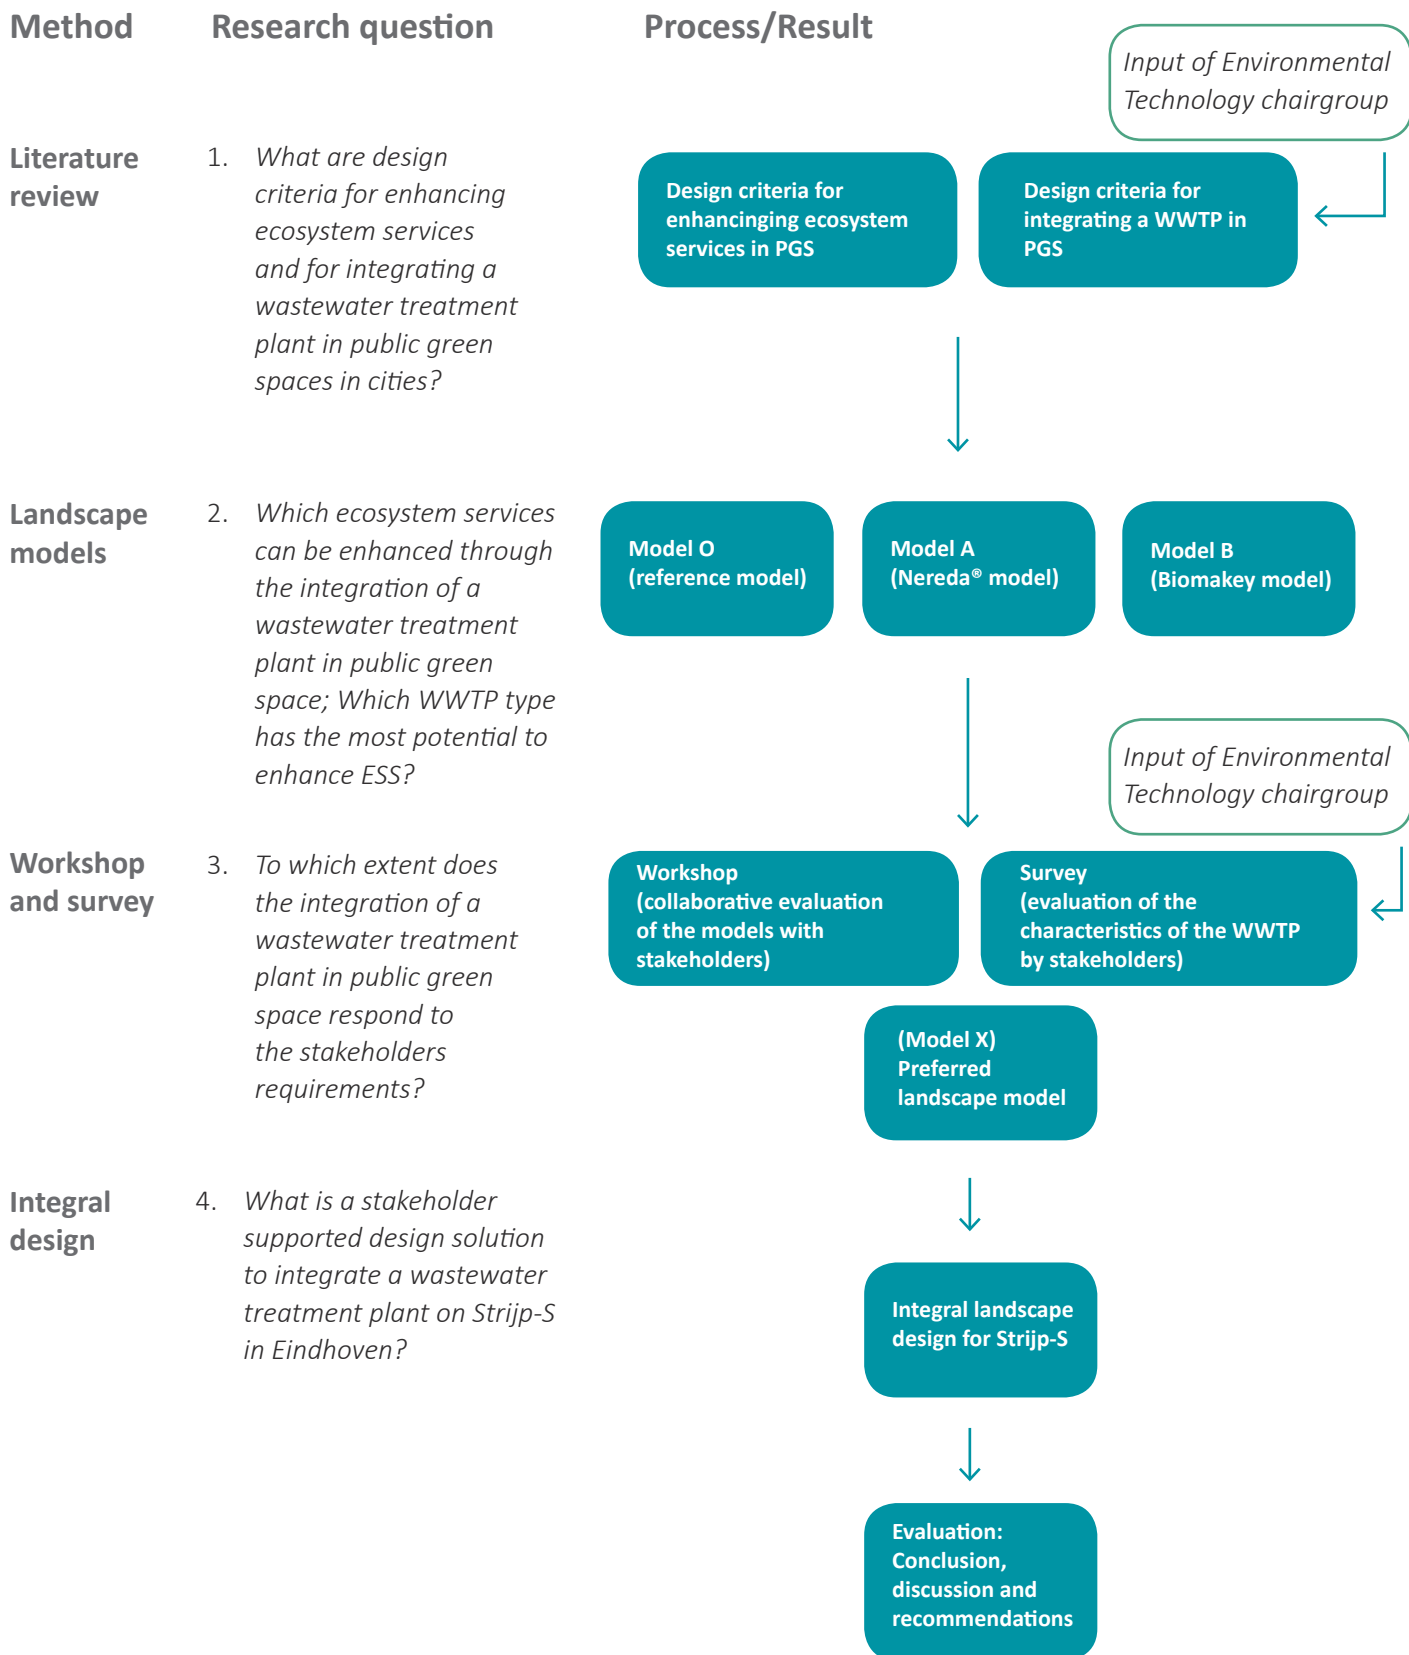 Method
Research question
Process/Result
Input of Environmental
Technology chairgroup
Literature
review
1. What are design
criteria for enhancing
ecosystem services
and for integrating a
wastewater treatment
plant in public green
spaces in cities?
Design criteria for
enhancinging ecosystem
services in PGS
Design criteria for
integrating a WWTP in
PGS
Landscape
models
2. Which ecosystem services
can be enhanced through
the integration of a
wastewater treatment
plant in public green
space; Which WWTP type
has the most potential to
enhance ESS?
Model O
(reference model)
Model A
(Nereda® model)
Model B
(Biomakey model)
Input of Environmental
Technology chairgroup
Workshop
and survey
3. To which extent does
the integration of a
wastewater treatment
plant in public green
space respond to
the stakeholders
requirements?
Workshop
(collaborative evaluation
of the models with
stakeholders)
Survey
(evaluation of the
characteristics of the WWTP
by stakeholders)
(Model X)
Preferred
landscape model
Integral
design
4. What is a stakeholder
supported design solution
to integrate a wastewater
treatment plant on Strijp-S
in Eindhoven?
Integral landscape
design for Strijp-S
Evaluation:
Conclusion,
discussion and
recommendations